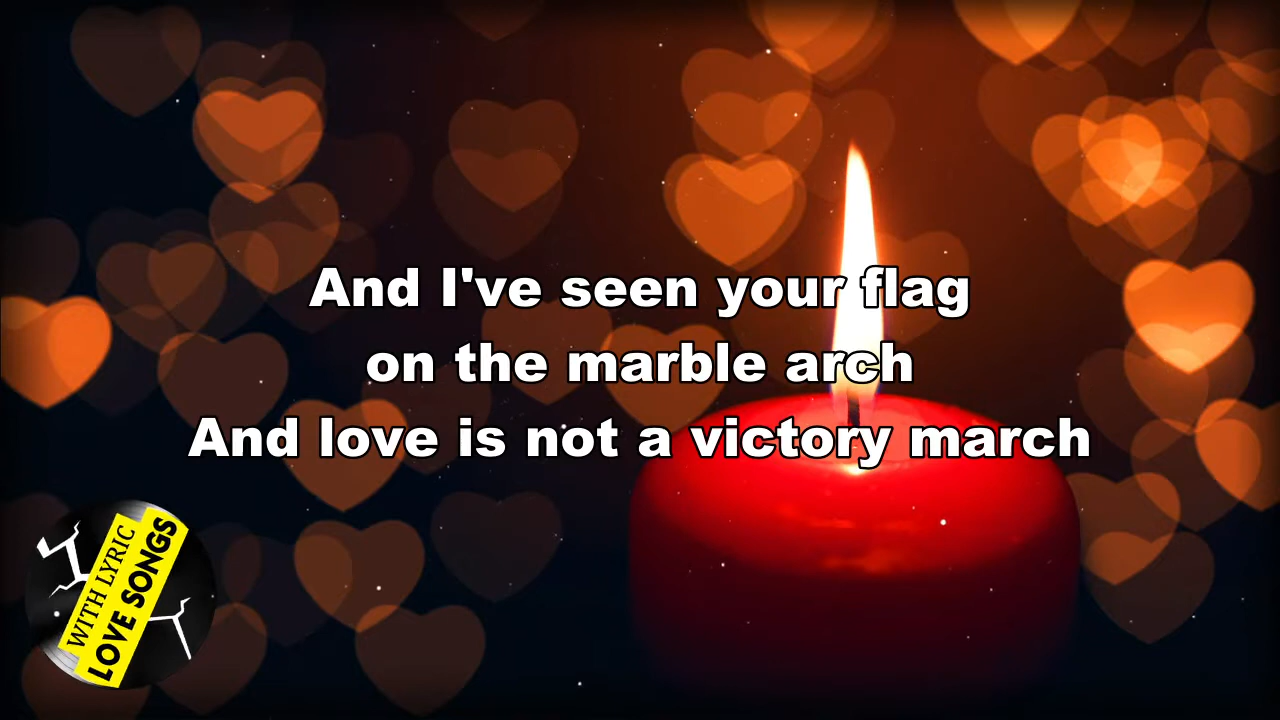 And I've seen your flag
on the marble arch
And love is not a victory march
WITH LYRIC
LOVE SONGS